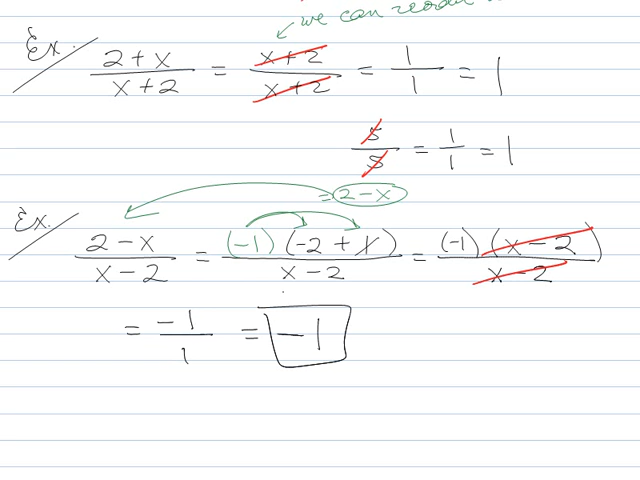 we can reorder
Ex. (2 + x)/(x + 2) = (x + 2)/(x + 2) = 1/1 = 1
5/5 = 1/1 = 1
= 2 - x
Ex. (2 - x)/(x - 2) = (-1)(-2 + x)/(x - 2) = (-1)(x - 2)/(x - 2)
= -1/1 = -1